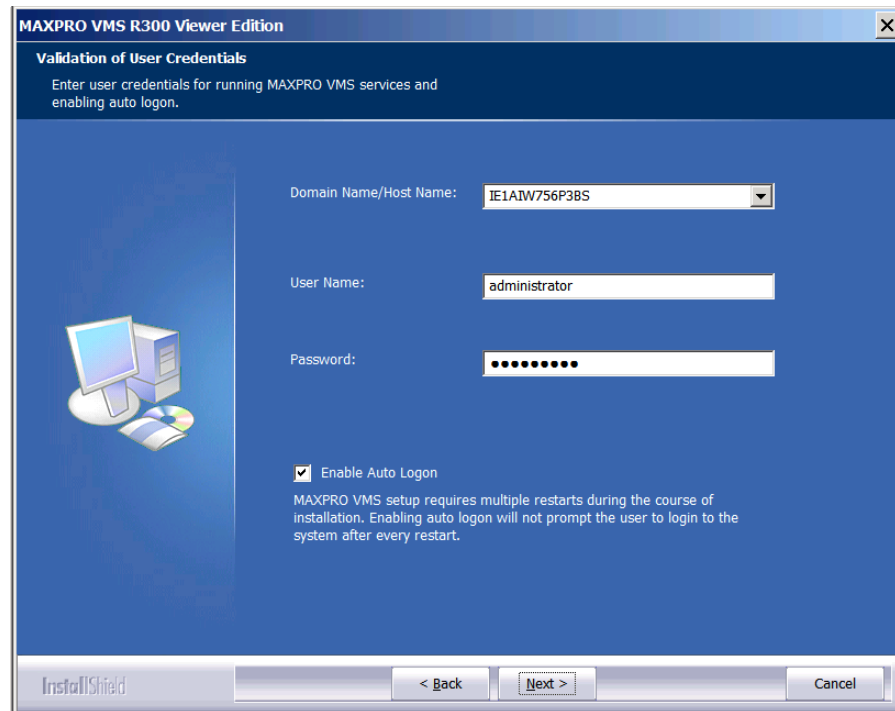 MAXPRO VMS R300 Viewer Edition
Validation of User Credentials
Enter user credentials for running MAXPRO VMS services and
enabling auto logon.
Domain Name/Host Name: IE1AIW756P3BS
User Name: administrator
Password: ●●●●●●●●●
Enable Auto Logon
MAXPRO VMS setup requires multiple restarts during the course of
installation. Enabling auto logon will not prompt the user to login to the
system after every restart.
InstallShield
< Back Next > Cancel